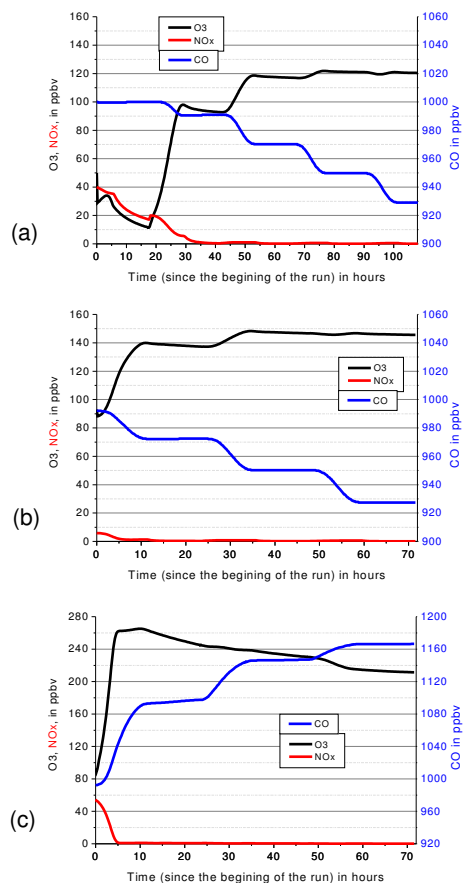 O3
NOx
CO
O3, NOx, in ppbv
160
140
120
100
80
60
40
20
0
1060
1040
1020
1000
980
960
940
920
900
CO in ppbv
0 10 20 30 40 50 60 70 80 90 100
Time (since the begining of the run) in hours
(a)
O3
NOx
CO
O3, NOx, in ppbv
160
140
120
100
80
60
40
20
0
1060
1040
1020
1000
980
960
940
920
900
CO in ppbv
0 10 20 30 40 50 60 70
Time (since the begining of the run) in hours
(b)
CO
O3
NOx
O3, NOx, in ppbv
280
240
200
160
120
80
40
0
1200
1160
1120
1080
1040
1000
960
920
CO in ppbv
0 10 20 30 40 50 60 70
Time (since the begining of the run) in hours
(c)